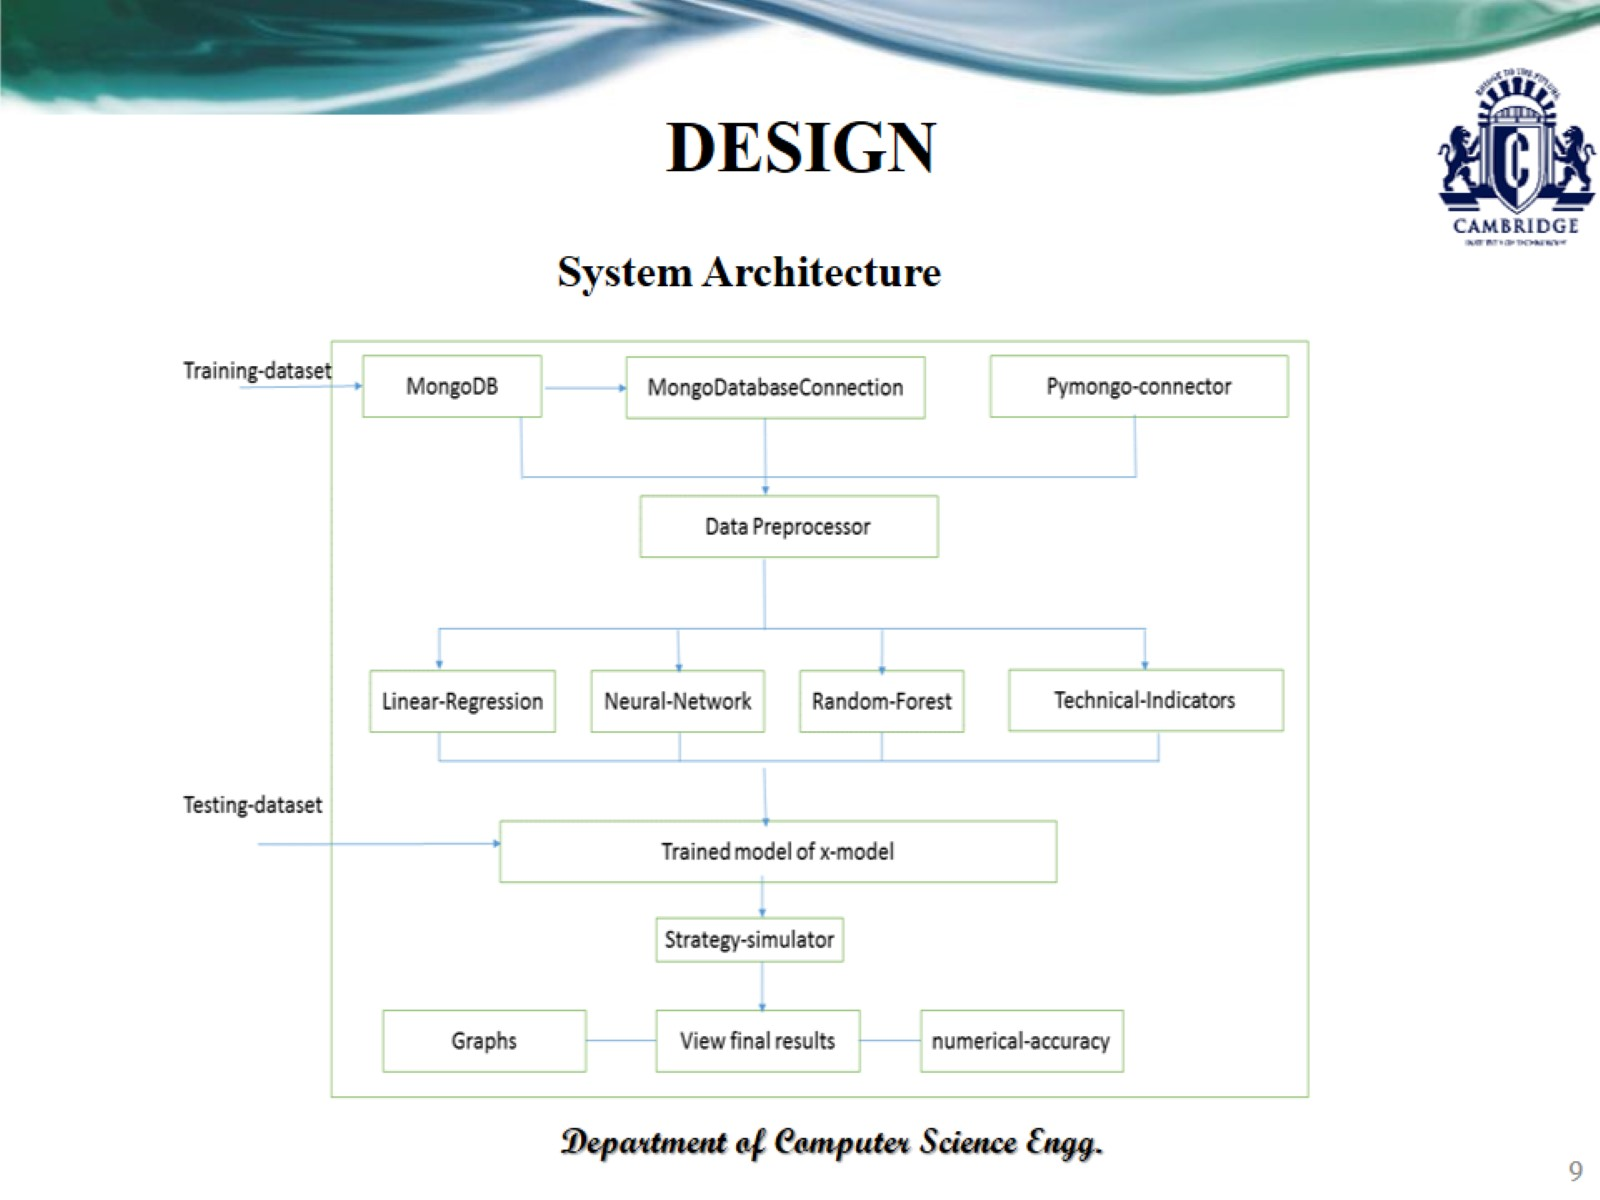 DESIGN
CAMBRIDGE
System Architecture
Training-dataset
MongoDB
MongoDatabaseConnection
Pymongo-connector
Data Preprocessor
Linear-Regression
Neural-Network
Random-Forest
Technical-Indicators
Testing-dataset
Trained model of x-model
Strategy-simulator
Graphs
View final results
numerical-accuracy
Department of Computer Science Engg.
9